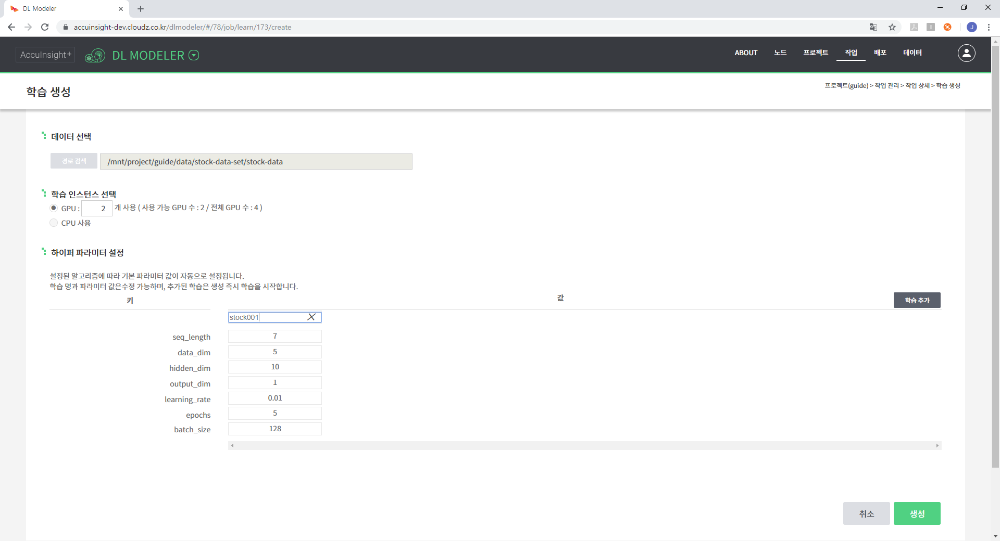 DL Modeler
accuinsight-dev.cloudz.co.kr/dlmodeler/#/78/job/learn/173/create
J
AccuInsight+
DL MODELER
ABOUT 노드 프로젝트 작업 배포 데이터
학습 생성
프로젝트(guide) > 작업 관리 > 작업 상세 > 학습 생성
데이터 선택
경로 검색 /mnt/project/guide/data/stock-data-set/stock-data
학습 인스턴스 선택
GPU : 2 개 사용 ( 사용 가능 GPU 수 : 2 / 전체 GPU 수 : 4 )
CPU 사용
하이퍼 파라미터 설정
설정된 알고리즘에 따라 기본 파라미터 값이 자동으로 설정됩니다.
학습 명과 파라미터 값은수정 가능하며, 추가된 학습은 생성 즉시 학습을 시작합니다.
키 값 학습 추가
stock001
seq_length 7
data_dim 5
hidden_dim 10
output_dim 1
learning_rate 0.01
epochs 5
batch_size 128
취소 생성